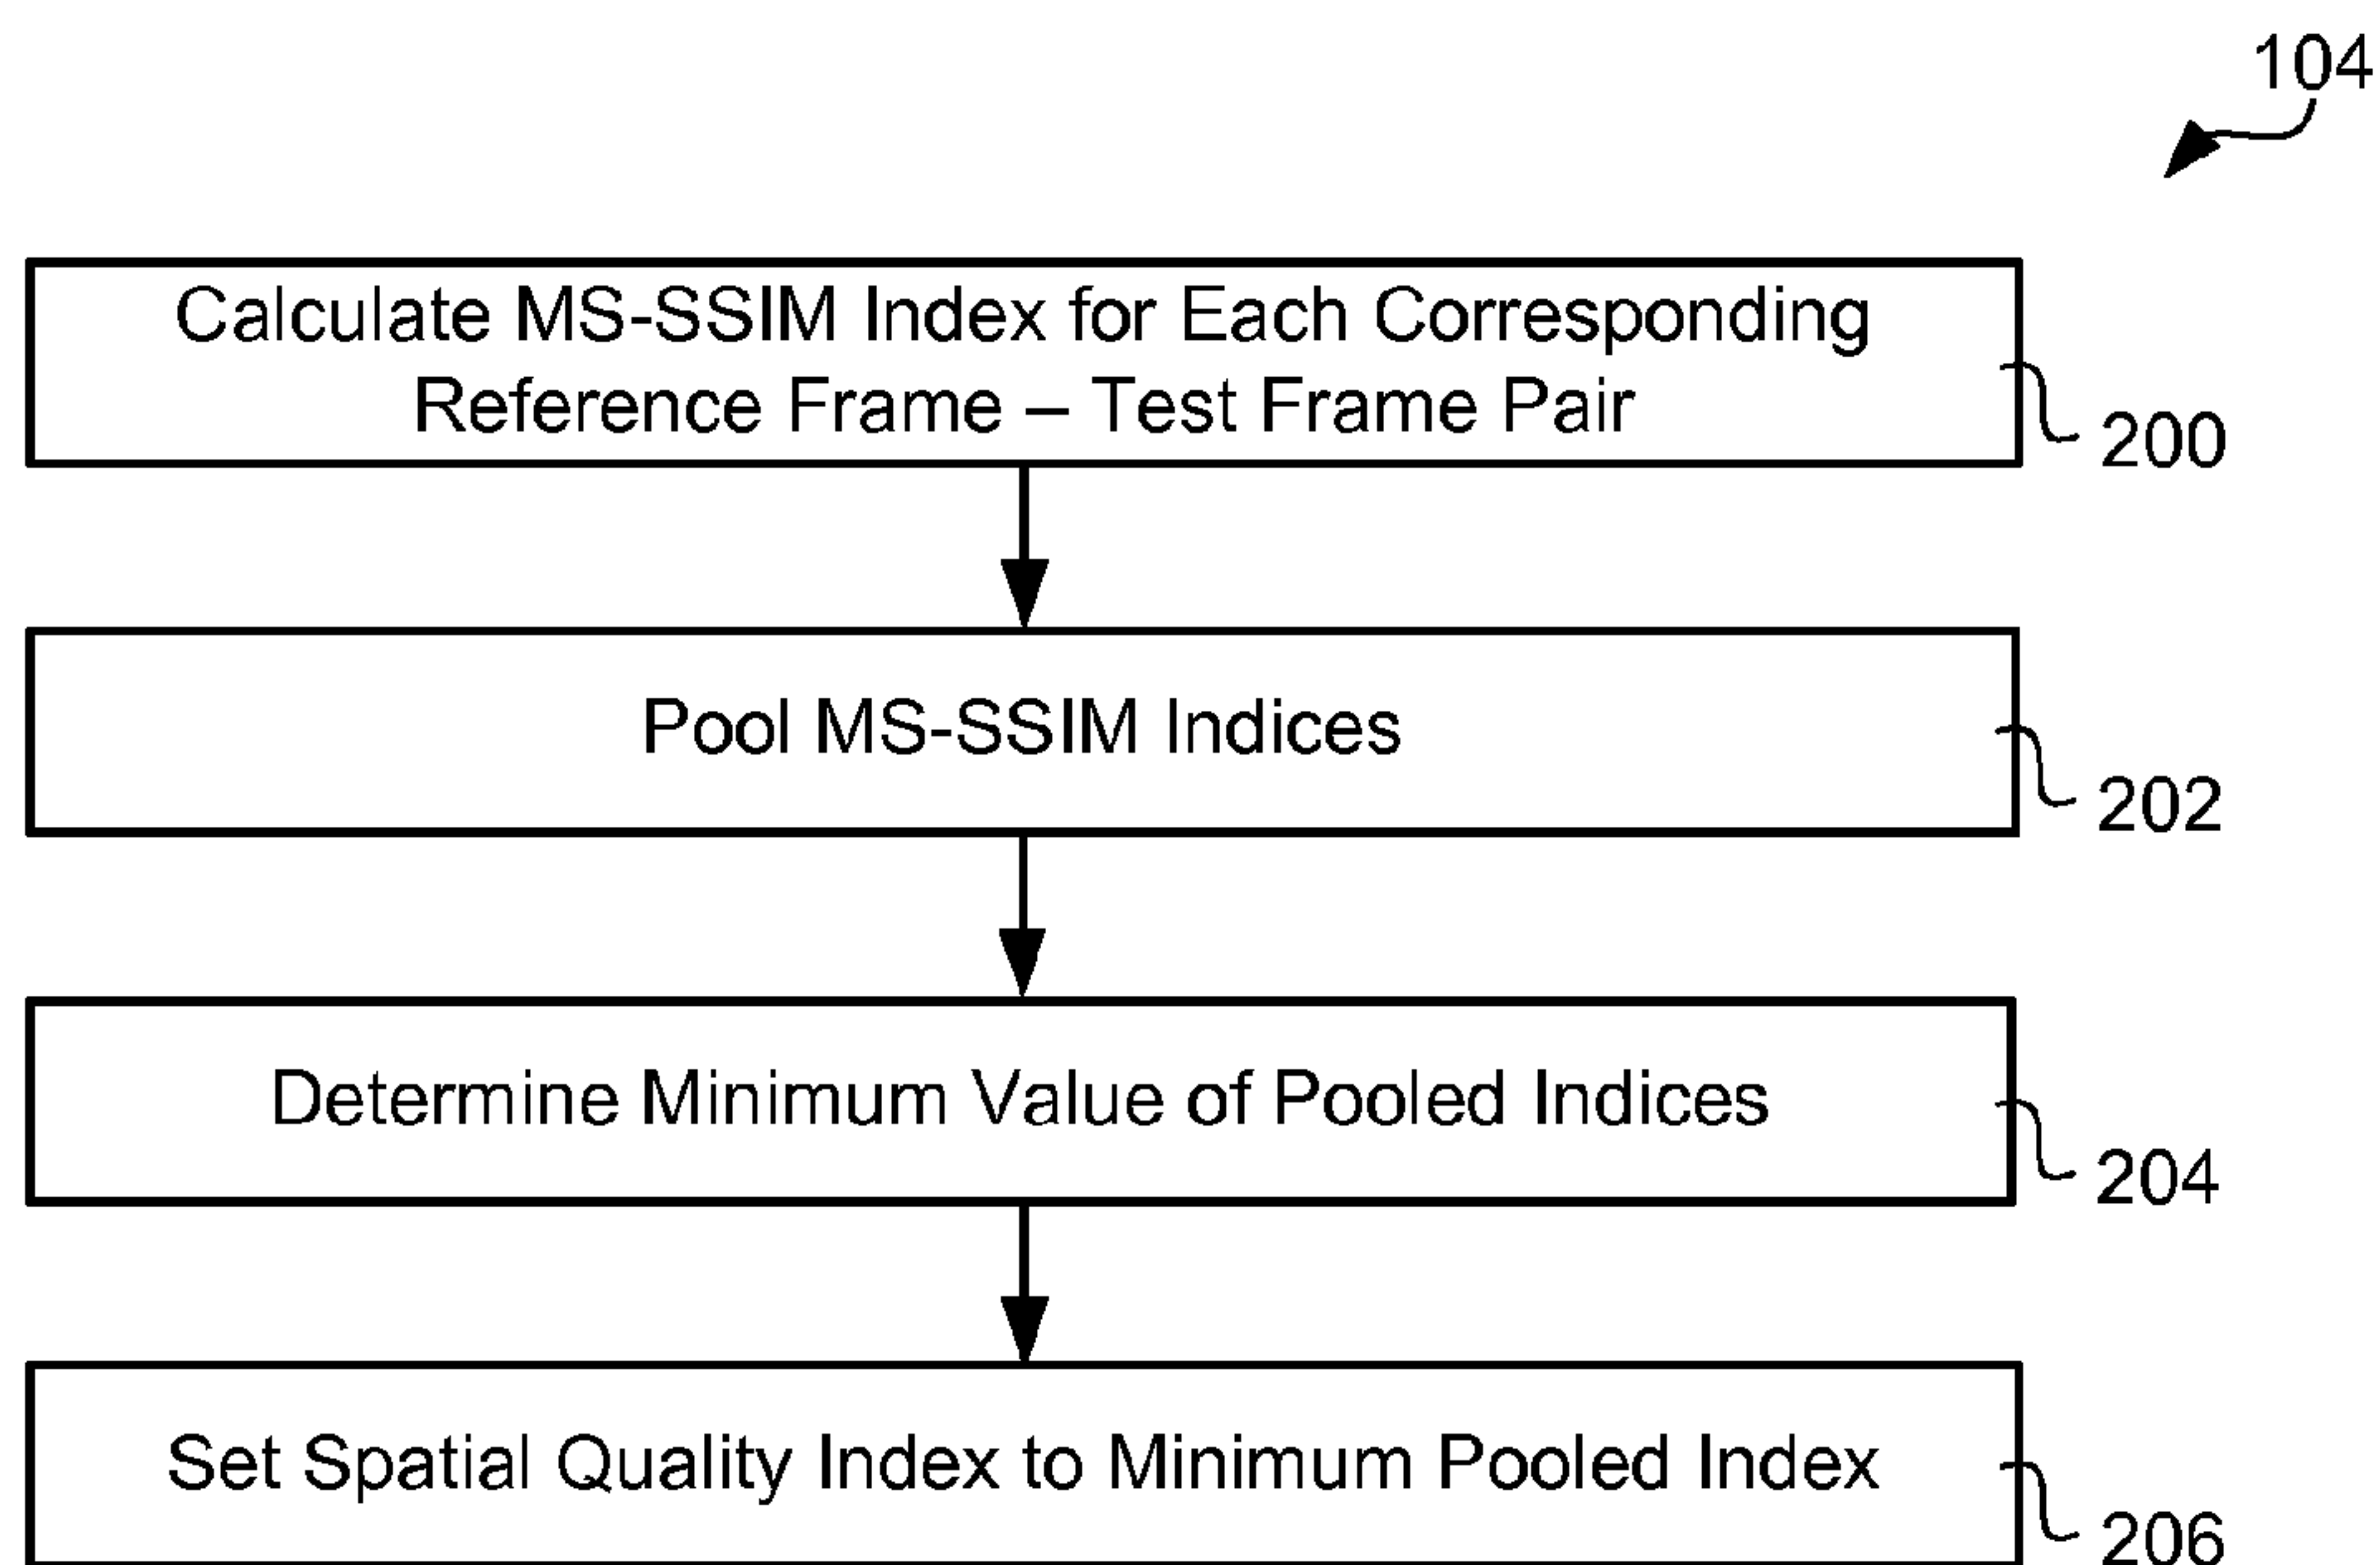 104
Calculate MS-SSIM Index for Each Corresponding
Reference Frame – Test Frame Pair
200
Pool MS-SSIM Indices
202
Determine Minimum Value of Pooled Indices
204
Set Spatial Quality Index to Minimum Pooled Index
206